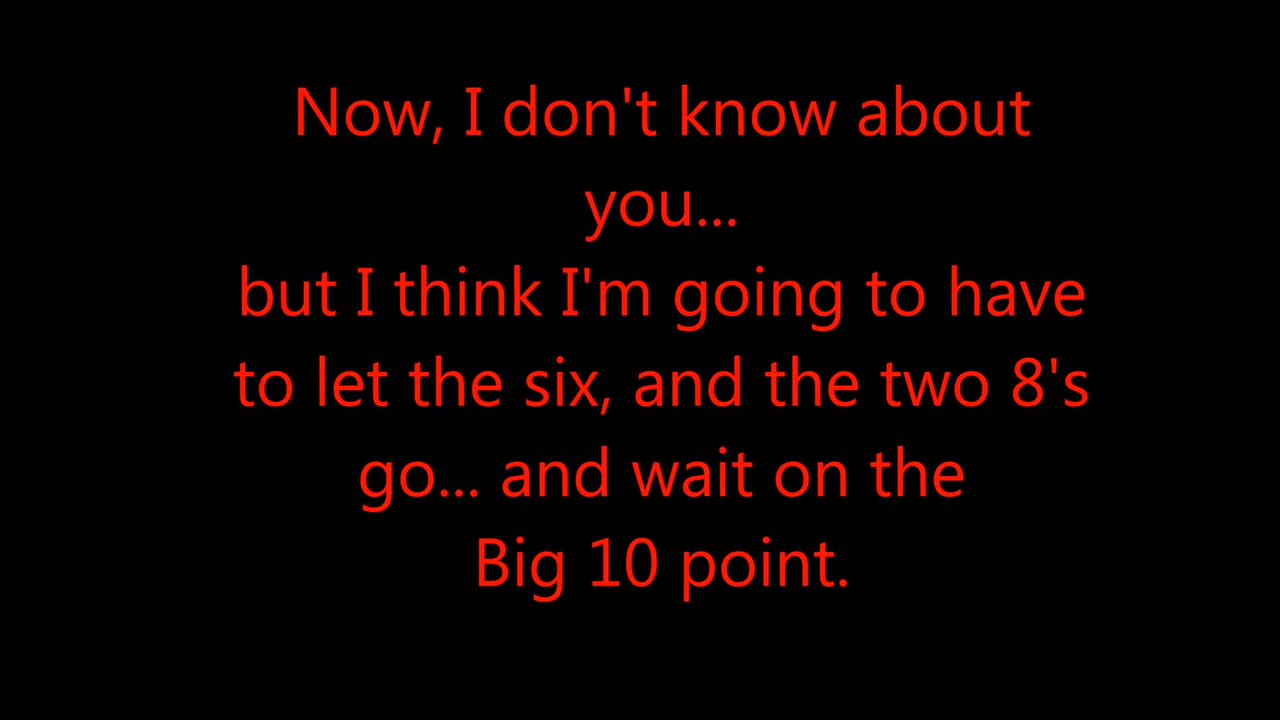 Now, I don't know about
you...
but I think I'm going to have
to let the six, and the two 8's
go... and wait on the
Big 10 point.